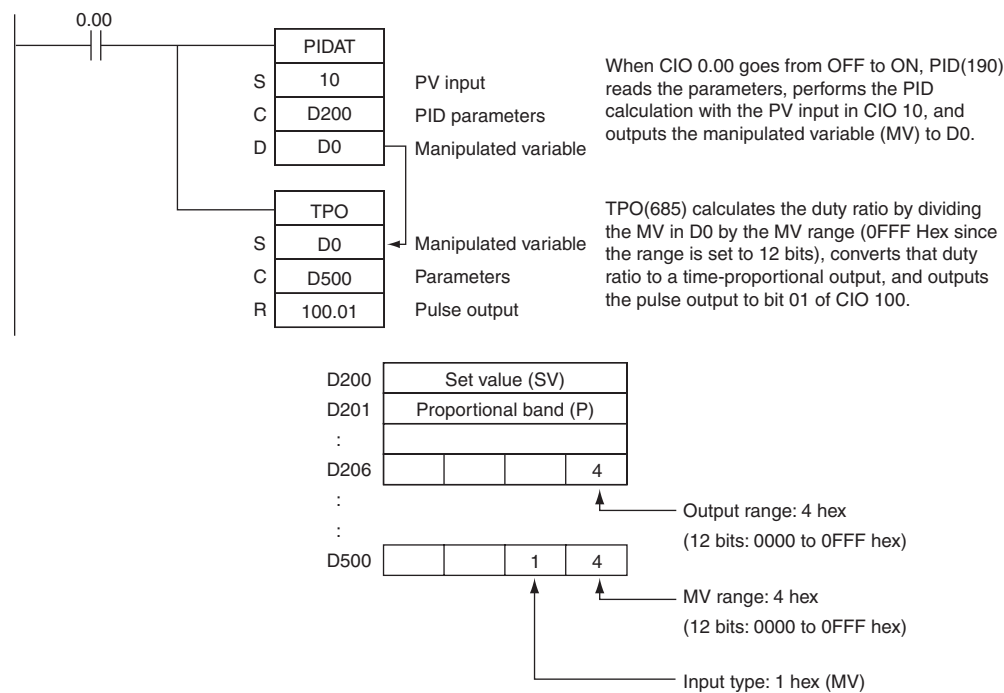 0.00
PIDAT
S 10 PV input
C D200 PID parameters
D D0 Manipulated variable
When CIO 0.00 goes from OFF to ON, PID(190)
reads the parameters, performs the PID
calculation with the PV input in CIO 10, and
outputs the manipulated variable (MV) to D0.
TPO
S D0 Manipulated variable
C D500 Parameters
R 100.01 Pulse output
TPO(685) calculates the duty ratio by dividing
the MV in D0 by the MV range (0FFF Hex since
the range is set to 12 bits), converts that duty
ratio to a time-proportional output, and outputs
the pulse output to bit 01 of CIO 100.
D200 Set value (SV)
D201 Proportional band (P)
:
D206 4
:
Output range: 4 hex
(12 bits: 0000 to 0FFF hex)
:
D500 1 4
MV range: 4 hex
(12 bits: 0000 to 0FFF hex)
Input type: 1 hex (MV)